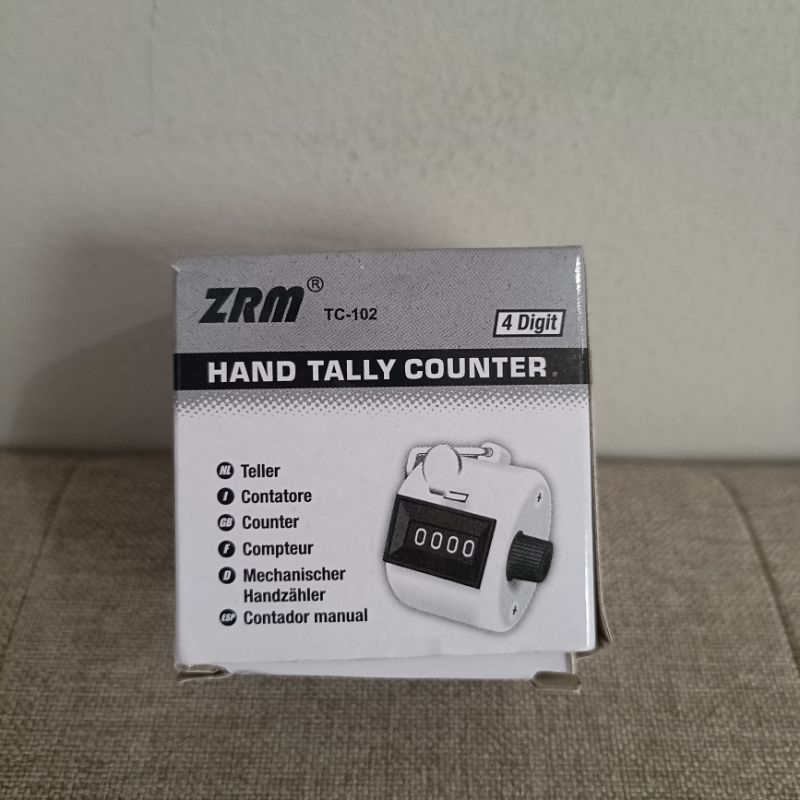 ZRM®
TC-102
4 Digit
HAND TALLY COUNTER
NL Teller
I Contatore
GB Counter
F Compteur
D Mechanischer
Handzähler
ESP Contador manual
0000